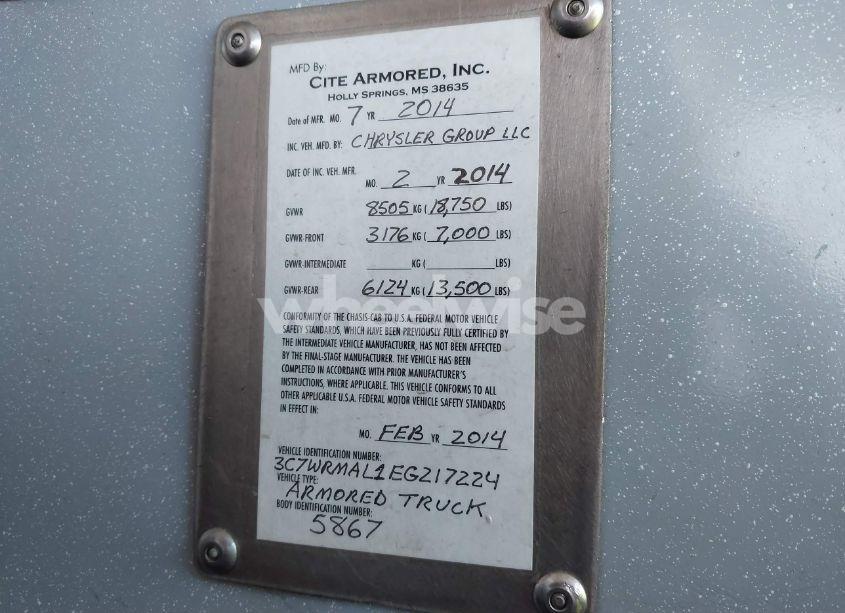 MFD By:
CITE ARMORED, INC.
HOLLY SPRINGS, MS 38635
Date of MFR. MO. 7 YR 2014
INC. VEH. MFD. BY: CHRYSLER GROUP LLC
DATE OF INC. VEH. MFR.
MO. 2 YR 2014
GVWR 8505 KG ( 18,750 LBS)
GVWR-FRONT 3176 KG ( 7,000 LBS)
GVWR-INTERMEDIATE KG ( LBS)
GVWR-REAR 6124 KG ( 13,500 LBS)
wheelwise
CONFORMITY OF THE CHASIS-CAB TO U.S.A. FEDERAL MOTOR VEHICLE
SAFETY STANDARDS, WHICH HAVE BEEN PREVIOUSLY FULLY CERTIFIED BY
THE INTERMEDIATE VEHICLE MANUFACTURER, HAS NOT BEEN AFFECTED
BY THE FINAL-STAGE MANUFACTURER. THE VEHICLE HAS BEEN
COMPLETED IN ACCORDANCE WITH PRIOR MANUFACTURER'S
INSTRUCTIONS, WHERE APPLICABLE. THIS VEHICLE CONFORMS TO ALL
OTHER APPLICABLE U.S.A. FEDERAL MOTOR VEHICLE SAFETY STANDARDS
IN EFFECT IN:
MO. FEB YR 2014
VEHICLE IDENTIFICATION NUMBER:
3C7WRMAL1EG217224
VEHICLE TYPE:
ARMORED TRUCK
BODY IDENTIFICATION NUMBER:
5867